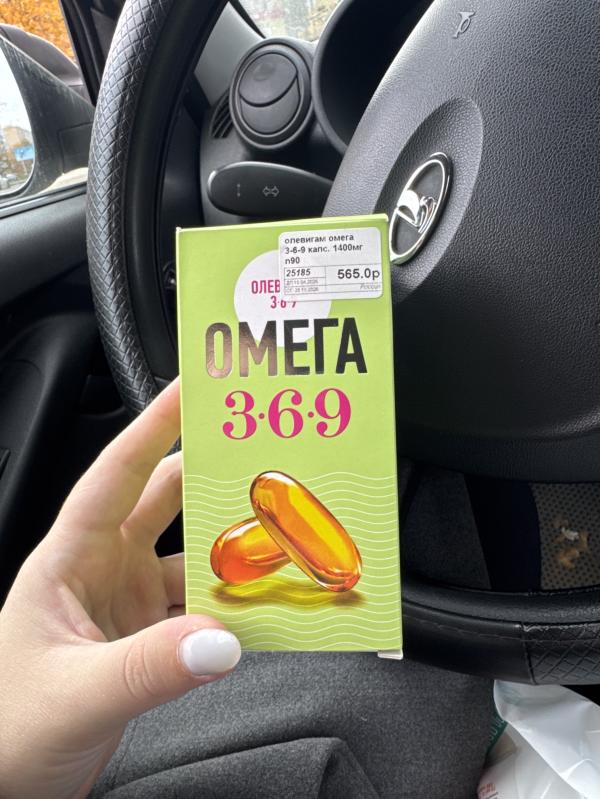 олевигам омега
3-6-9 капс. 1400мг
n90
25185
565.0р
Россия
ОЛЕВ
3·6·9
ОМЕГА
3·6·9